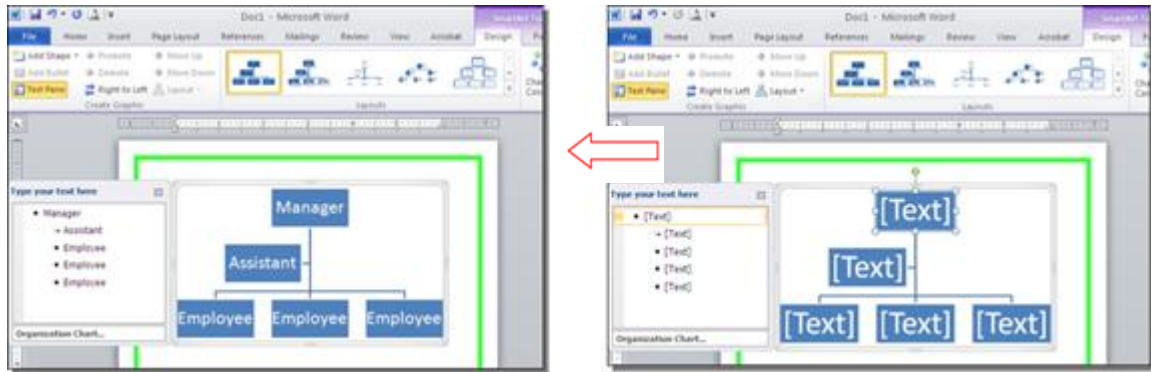 Doc1 - Microsoft Word
File Home Insert Page Layout References Mailings Review View Acrobat Design
Add Shape Promote Move Up
Add Bullet Demote Move Down
Text Pane Right to Left Layout
Create Graphic Layouts
Type your text here
Manager
Assistant
Employee
Employee
Employee
Organization Chart...
Manager
Assistant
Employee Employee Employee
Doc1 - Microsoft Word
File Home Insert Page Layout References Mailings Review View Acrobat Design
Add Shape Promote Move Up
Add Bullet Demote Move Down
Text Pane Right to Left Layout
Create Graphic Layouts
Type your text here
[Text]
[Text]
[Text]
[Text]
[Text]
Organization Chart...
[Text]
[Text]
[Text] [Text] [Text]